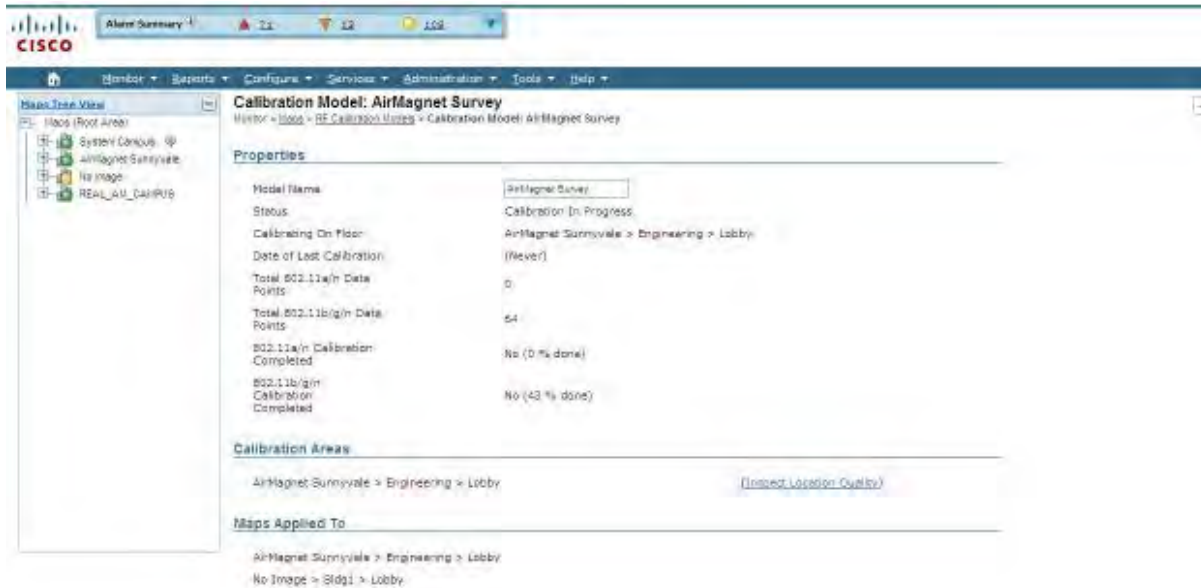 CISCO
Alarm Summary
Monitor Reports Configure Services Administration Tools Help
Maps Tree View
Maps (Root Area)
System Campus
AirMagnet Sunnyvale
No Image
REAL_AM_CAMPUS
Calibration Model: AirMagnet Survey
Monitor > Maps > RF Calibration Models > Calibration Model: AirMagnet Survey
Properties
Model Name AirMagnet Survey
Status Calibration In Progress
Calibrating On Floor AirMagnet Sunnyvale > Engineering > Lobby
Date of Last Calibration (Never)
Total 802.11a/n Data
Points 0
Total 802.11b/g/n Data
Points 64
802.11a/n Calibration
Completed No (0 % done)
802.11b/g/n
Calibration
Completed No (43 % done)
Calibration Areas
AirMagnet Sunnyvale > Engineering > Lobby (Inspect Location Quality)
Maps Applied To
AirMagnet Sunnyvale > Engineering > Lobby
No Image > Bldg1 > Lobby